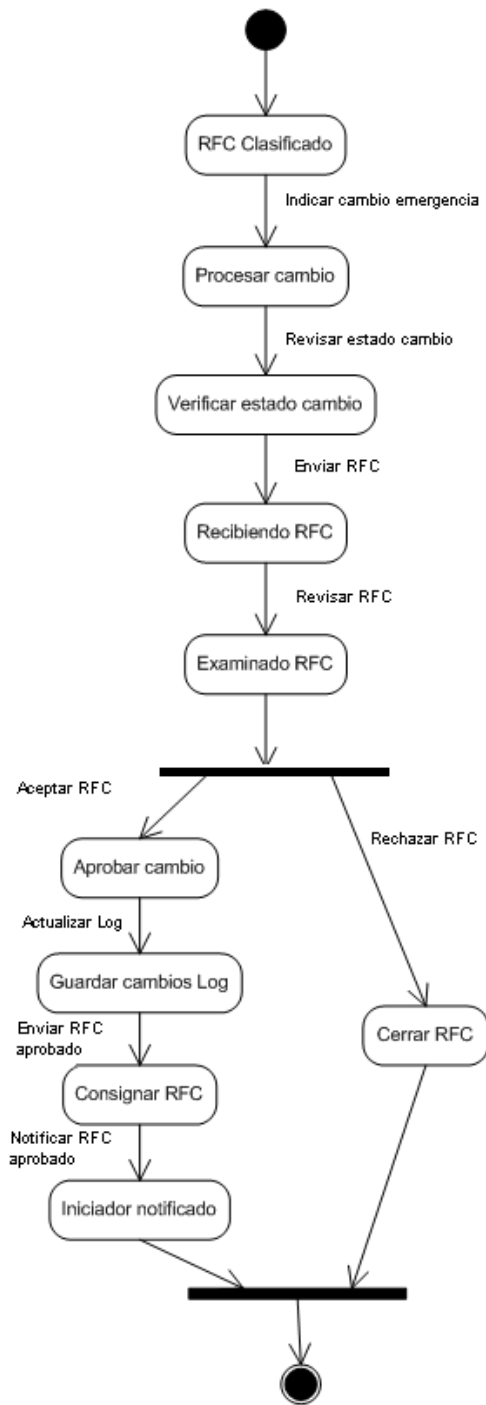 RFC Clasificado
Indicar cambio emergencia
Procesar cambio
Revisar estado cambio
Verificar estado cambio
Enviar RFC
Recibiendo RFC
Revisar RFC
Examinado RFC
Aceptar RFC
Rechazar RFC
Aprobar cambio
Actualizar Log
Guardar cambios Log
Enviar RFC
aprobado
Cerrar RFC
Consignar RFC
Notificar RFC
aprobado
Iniciador notificado